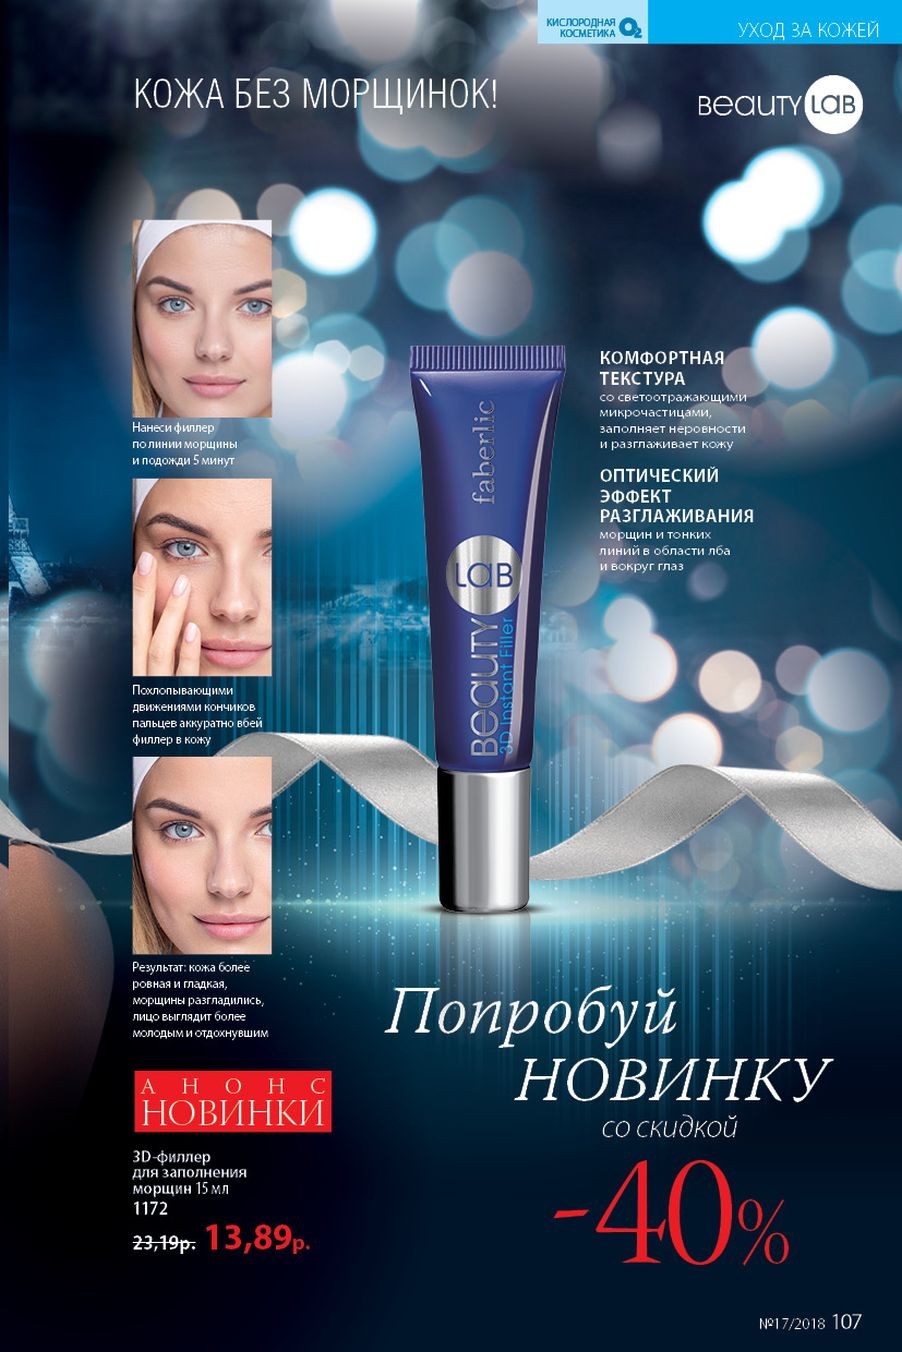 КИСЛОРОДНАЯ
КОСМЕТИКА O2
УХОД ЗА КОЖЕЙ
КОЖА БЕЗ МОРЩИНОК!
Beauty LAB
Нанеси филлер
по линии морщины
и подожди 5 минут
Похлопывающими
движениями кончиков
пальцев аккуратно вбей
филлер в кожу
Результат: кожа более
ровная и гладкая,
морщины разгладились,
лицо выглядит более
молодым и отдохнувшим
faberlic
LAB
Beauty
3D Instant Filler
КОМФОРТНАЯ
ТЕКСТУРА
со светоотражающими
микрочастицами,
заполняет неровности
и разглаживает кожу
ОПТИЧЕСКИЙ
ЭФФЕКТ
РАЗГЛАЖИВАНИЯ
морщин и тонких
линий в области лба
и вокруг глаз
Попробуй
НОВИНКУ
со скидкой
-40%
АНОНС
НОВИНКИ
3D-филлер
для заполнения
морщин 15 мл
1172
23,19р. 13,89р.
№17/2018 107